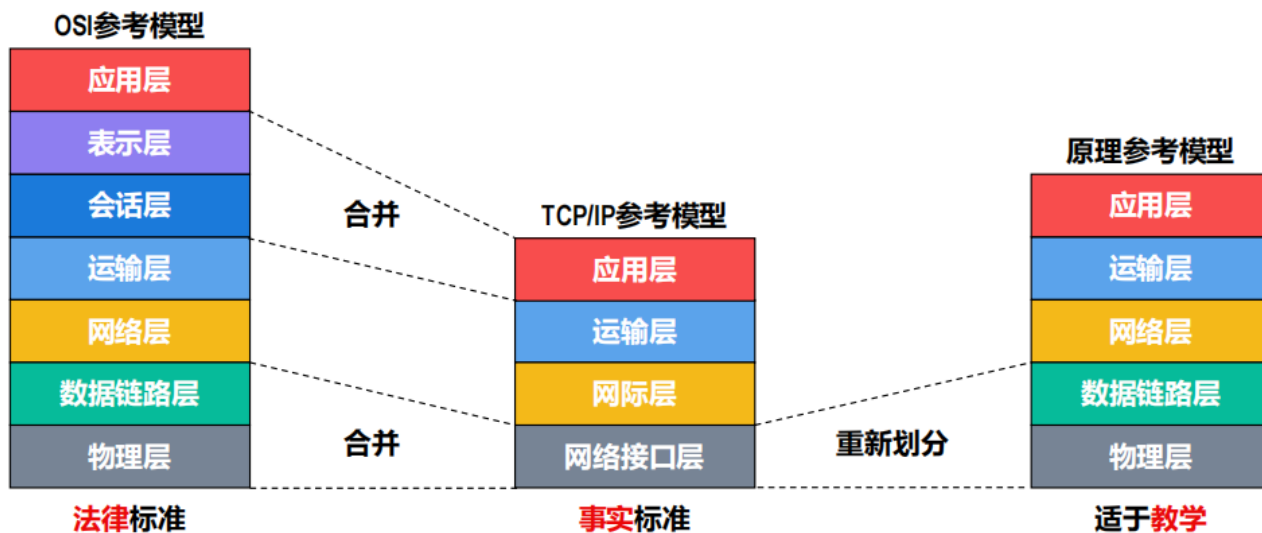 OSI参考模型
应用层
表示层
会话层
运输层
网络层
数据链路层
物理层
法律标准
合并
合并
TCP/IP参考模型
应用层
运输层
网际层
网络接口层
事实标准
重新划分
原理参考模型
应用层
运输层
网络层
数据链路层
物理层
适于教学